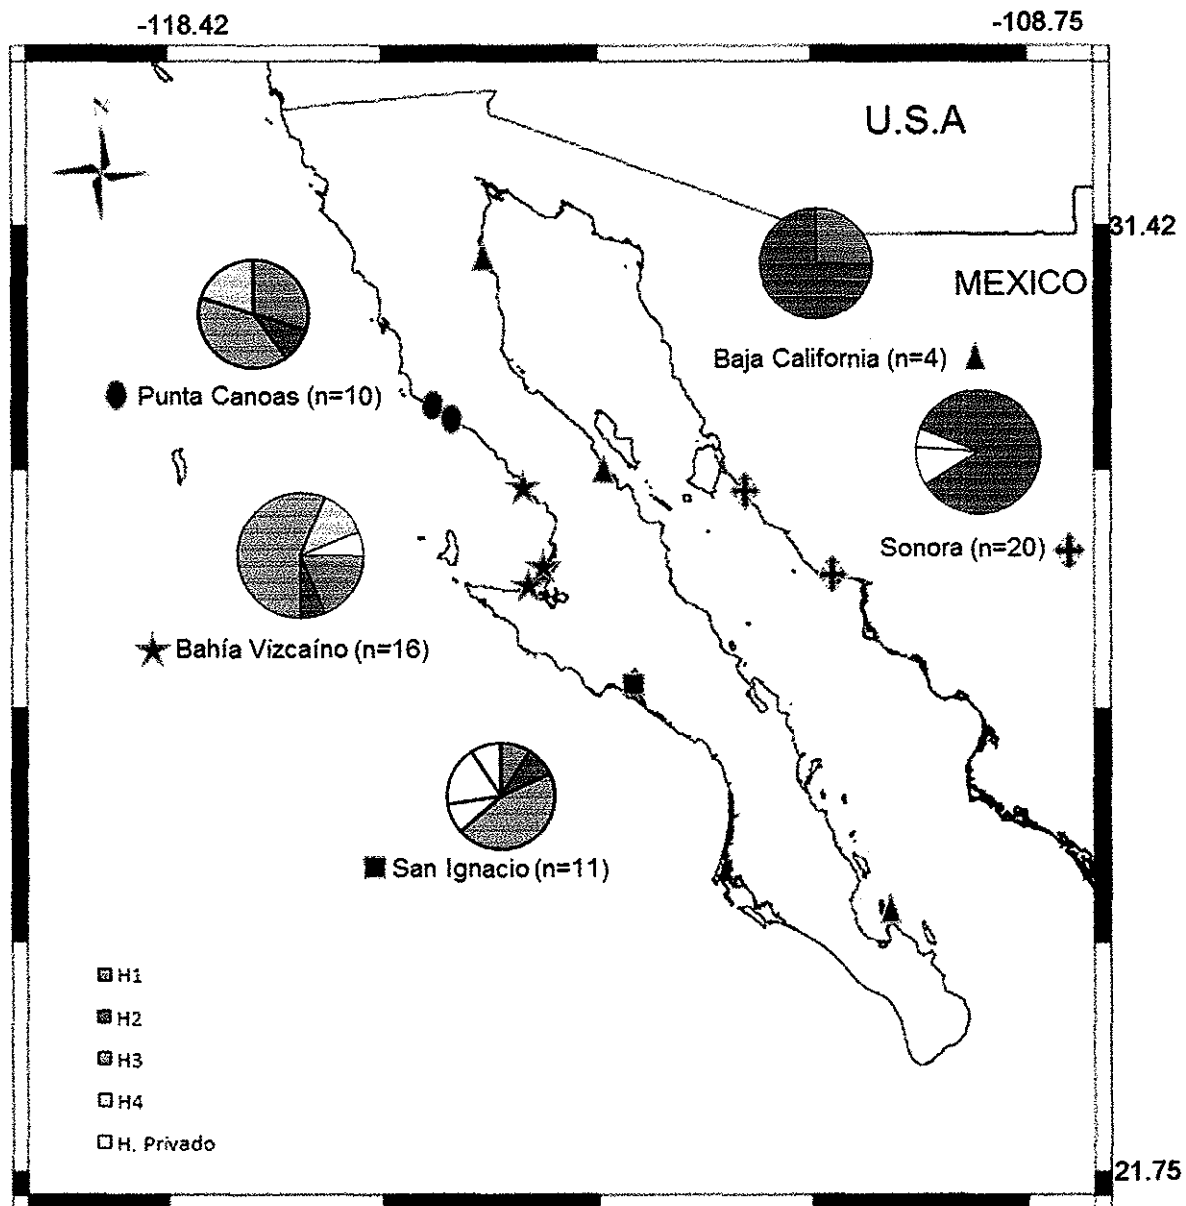 -118.42
-108.75
N
U.S.A
31.42
MEXICO
Baja California (n=4)
Punta Canoas (n=10)
Sonora (n=20)
Bahía Vizcaíno (n=16)
San Ignacio (n=11)
H1
H2
H3
H4
H. Privado
21.75